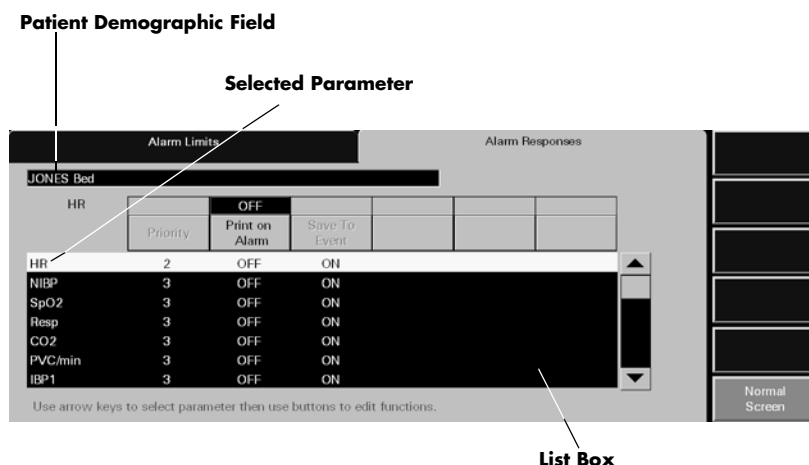 Patient Demographic Field
Selected Parameter
Alarm Limits
Alarm Responses
JONES Bed
HR OFF
Priority Print on Alarm Save To Event
HR 2 OFF ON
NIBP 3 OFF ON
SpO2 3 OFF ON
Resp 3 OFF ON
CO2 3 OFF ON
PVC/min 3 OFF ON
IBP1 3 OFF ON
Use arrow keys to select parameter then use buttons to edit functions.
Normal
Screen
List Box